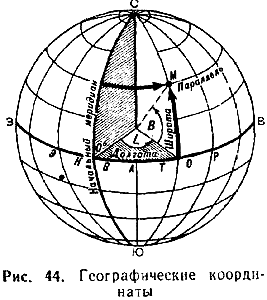 С
М
Параллель
Начальный меридиан
Широта
В
З
В
О
L
Долгота
Э Н В А Т О Р
Ю
Рис. 44. Географические коорди-
наты